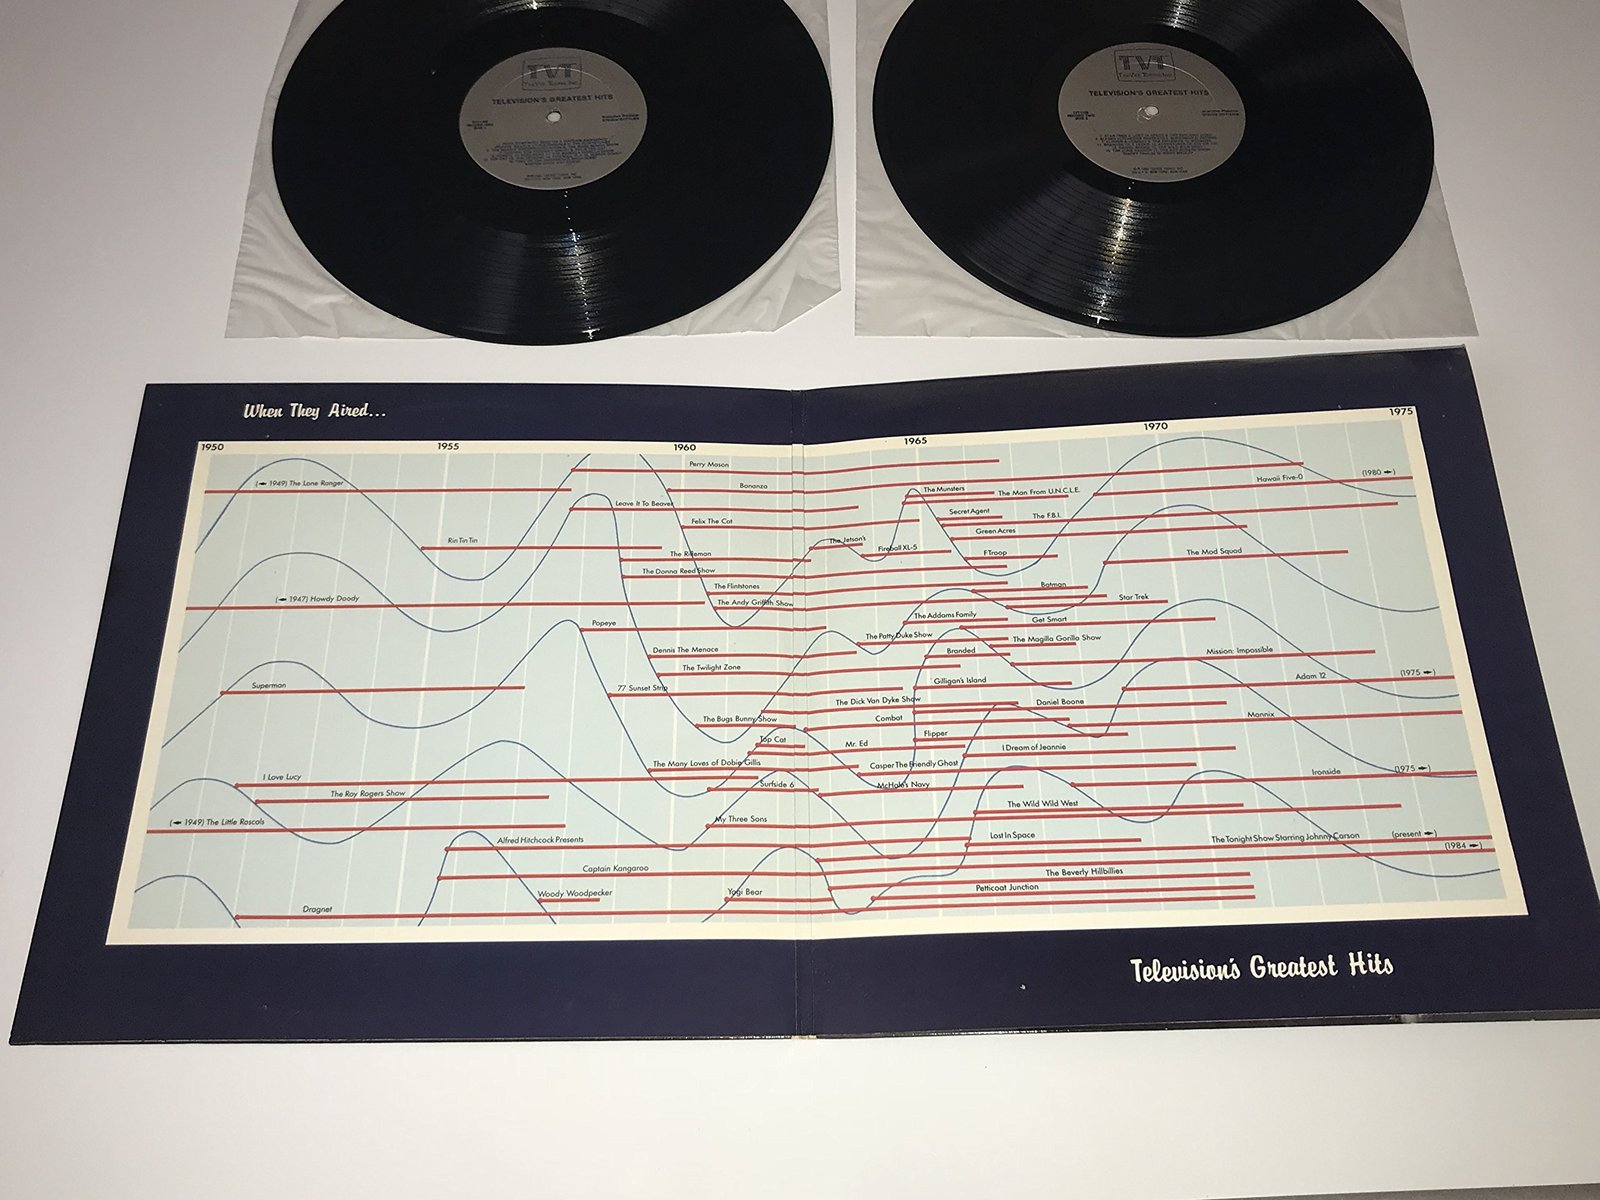 TVT
TEEVEE TOONS, INC.
TELEVISION'S GREATEST HITS
TVT
TEEVEE TOONS, INC.
TELEVISION'S GREATEST HITS
When They Aired...
1950
1955
1960
1965
1970
1975
Perry Mason
(1980 →)
Hawaii Five-O
(← 1949) The Lone Ranger
Bonanza
The Munsters
The Man From U.N.C.L.E.
Leave It To Beaver
Secret Agent
The F.B.I.
Felix The Cat
Green Acres
Rin Tin Tin
The Jetson's
Fireball XL-5
The Rifleman
F Troop
The Mod Squad
The Donna Reed Show
The Flintstones
Batman
(← 1947) Howdy Doody
The Andy Griffith Show
Star Trek
The Addams Family
Get Smart
Popeye
The Patty Duke Show
The Magilla Gorilla Show
Dennis The Menace
Branded
Mission: Impossible
The Twilight Zone
Gilligan's Island
Adam 12
(1975 →)
Superman
77 Sunset Strip
The Dick Van Dyke Show
Daniel Boone
The Bugs Bunny Show
Combat
Mannix
Top Cat
Mr. Ed
Flipper
I Dream of Jeannie
The Many Loves of Dobie Gillis
Casper The Friendly Ghost
I Love Lucy
Surfside 6
McHale's Navy
Ironside
(1975 →)
The Roy Rogers Show
The Wild Wild West
(← 1949) The Little Rascals
My Three Sons
Alfred Hitchcock Presents
Lost In Space
The Tonight Show Starring Johnny Carson
(present →)
(1984 →)
Captain Kangaroo
The Beverly Hillbillies
Woody Woodpecker
Yogi Bear
Petticoat Junction
Dragnet
Television's Greatest Hits